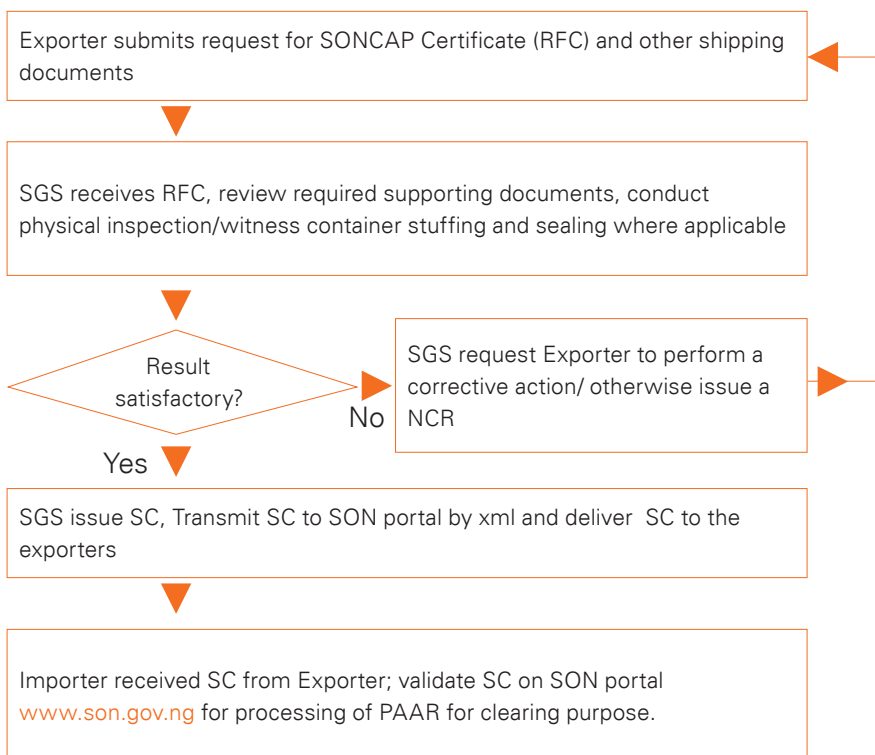 Exporter submits request for SONCAP Certificate (RFC) and other shipping
documents
SGS receives RFC, review required supporting documents, conduct
physical inspection/witness container stuffing and sealing where applicable
Result
satisfactory?
No
SGS request Exporter to perform a
corrective action/ otherwise issue a
NCR
Yes
SGS issue SC, Transmit SC to SON portal by xml and deliver  SC to the
exporters
Importer received SC from Exporter; validate SC on SON portal
www.son.gov.ng for processing of PAAR for clearing purpose.